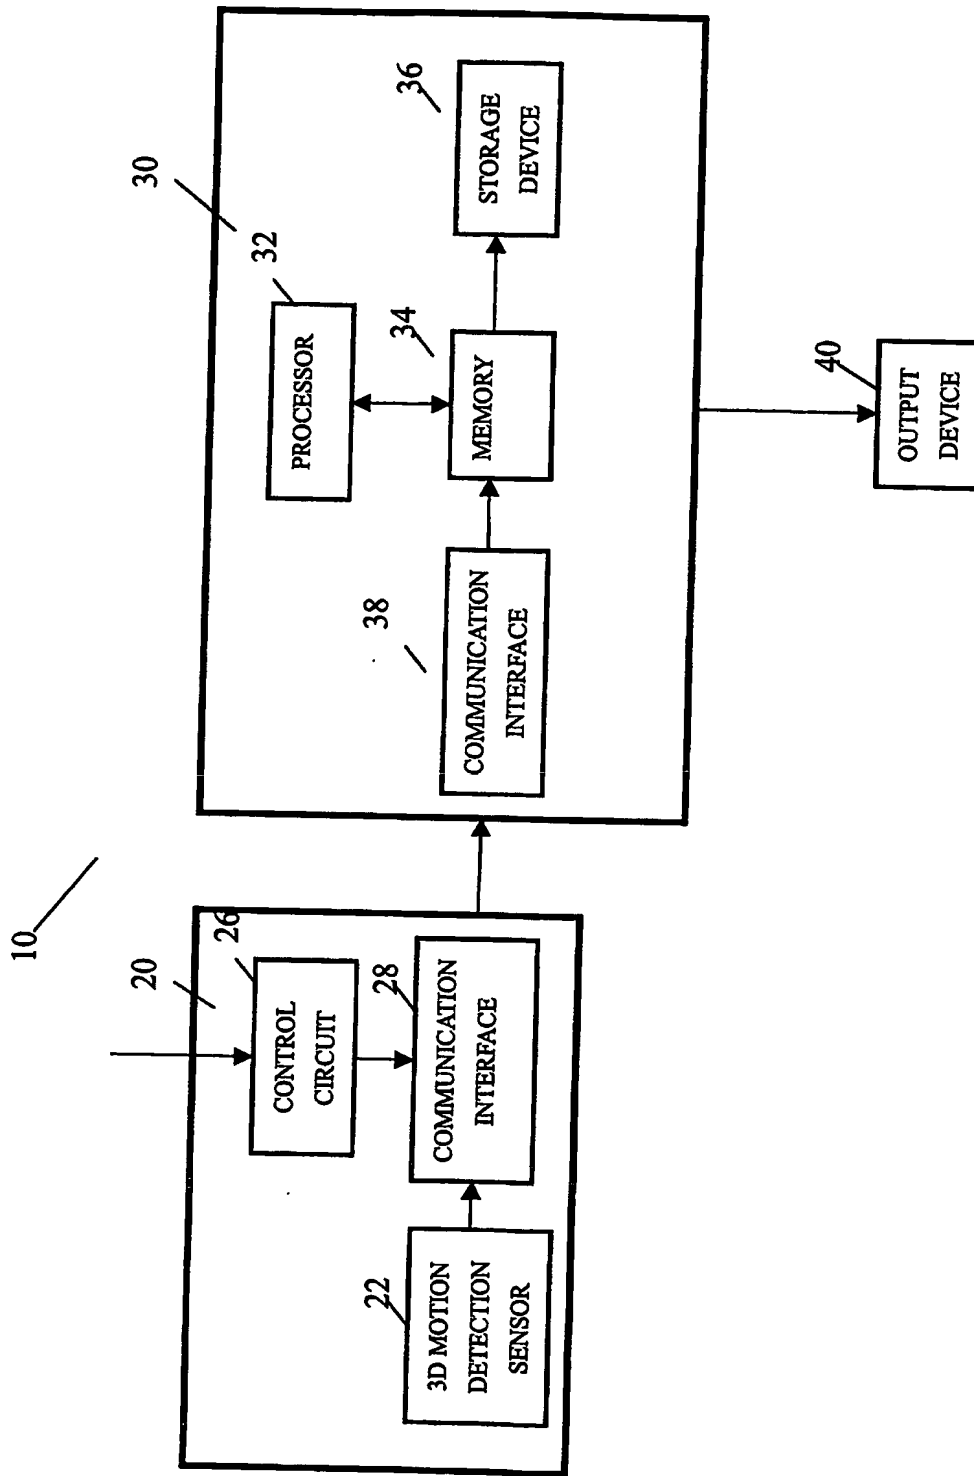 10
20
26
CONTROL
CIRCUIT
28
COMMUNICATION
INTERFACE
22
3D MOTION
DETECTION
SENSOR
30
32
PROCESSOR
34
MEMORY
36
STORAGE
DEVICE
38
COMMUNICATION
INTERFACE
40
OUTPUT
DEVICE